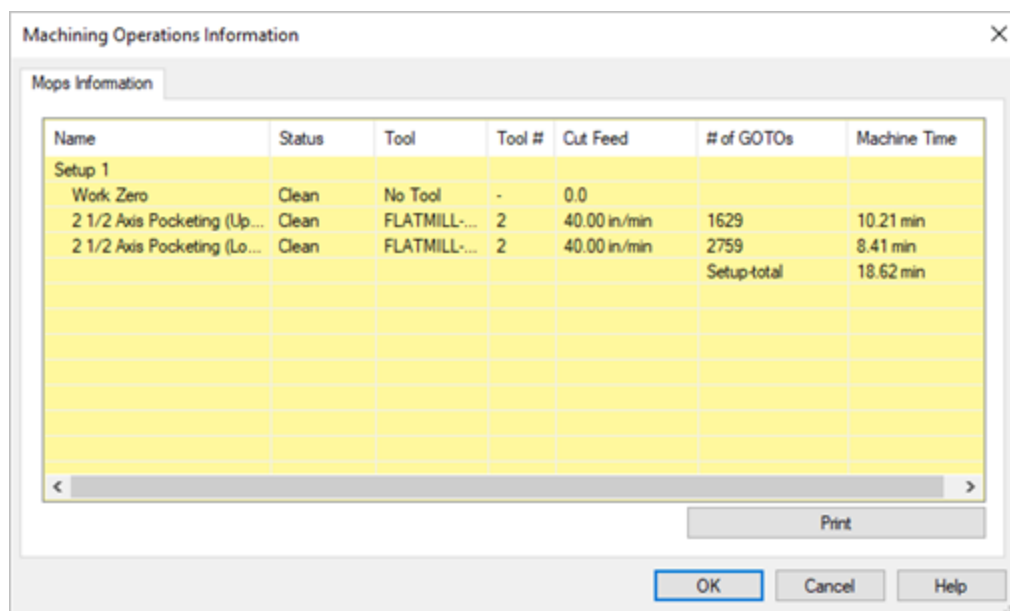 Machining Operations Information
Mops Information
Name Status Tool Tool # Cut Feed # of GOTOs Machine Time
Setup 1
Work Zero Clean No Tool - 0.0
2 1/2 Axis Pocketing (Up... Clean FLATMILL-... 2 40.00 in/min 1629 10.21 min
2 1/2 Axis Pocketing (Lo... Clean FLATMILL-... 2 40.00 in/min 2759 8.41 min
Setup-total 18.62 min
Print
OK Cancel Help